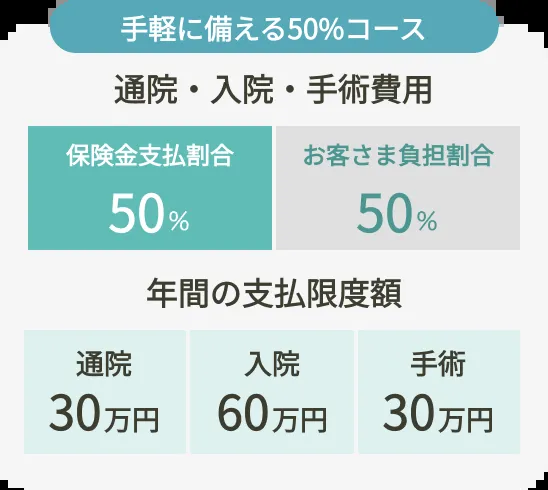 手軽に備える50%コース
通院・入院・手術費用
保険金支払割合 お客さま負担割合
50% 50%
年間の支払限度額
通院 入院 手術
30万円 60万円 30万円